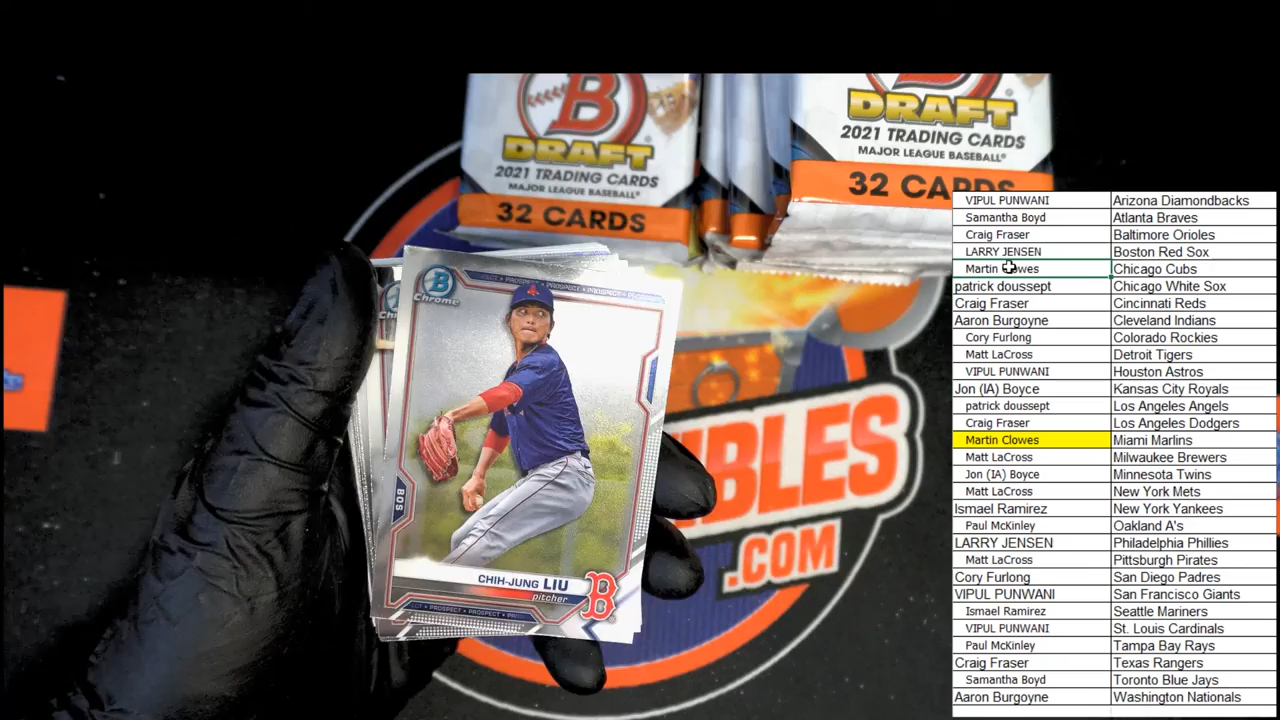 B
DRAFT
2021 TRADING CARDS
MAJOR LEAGUE BASEBALL
32 CARDS
DRAFT
2021 TRADING CARDS
MAJOR LEAGUE BASEBALL
32 CARDS
B
Chrome
PROSPECT • PROSPECT
BOS
CHIH-JUNG LIU
pitcher
B
PROSPECT • PROSPECT
IBLES
.COM
VIPUL PUNWANI Arizona Diamondbacks
Samantha Boyd Atlanta Braves
Craig Fraser Baltimore Orioles
LARRY JENSEN Boston Red Sox
Martin Clowes Chicago Cubs
patrick doussept Chicago White Sox
Craig Fraser Cincinnati Reds
Aaron Burgoyne Cleveland Indians
Cory Furlong Colorado Rockies
Matt LaCross Detroit Tigers
VIPUL PUNWANI Houston Astros
Jon (IA) Boyce Kansas City Royals
patrick doussept Los Angeles Angels
Craig Fraser Los Angeles Dodgers
Martin Clowes Miami Marlins
Matt LaCross Milwaukee Brewers
Jon (IA) Boyce Minnesota Twins
Matt LaCross New York Mets
Ismael Ramirez New York Yankees
Paul McKinley Oakland A's
LARRY JENSEN Philadelphia Phillies
Matt LaCross Pittsburgh Pirates
Cory Furlong San Diego Padres
VIPUL PUNWANI San Francisco Giants
Ismael Ramirez Seattle Mariners
VIPUL PUNWANI St. Louis Cardinals
Paul McKinley Tampa Bay Rays
Craig Fraser Texas Rangers
Samantha Boyd Toronto Blue Jays
Aaron Burgoyne Washington Nationals